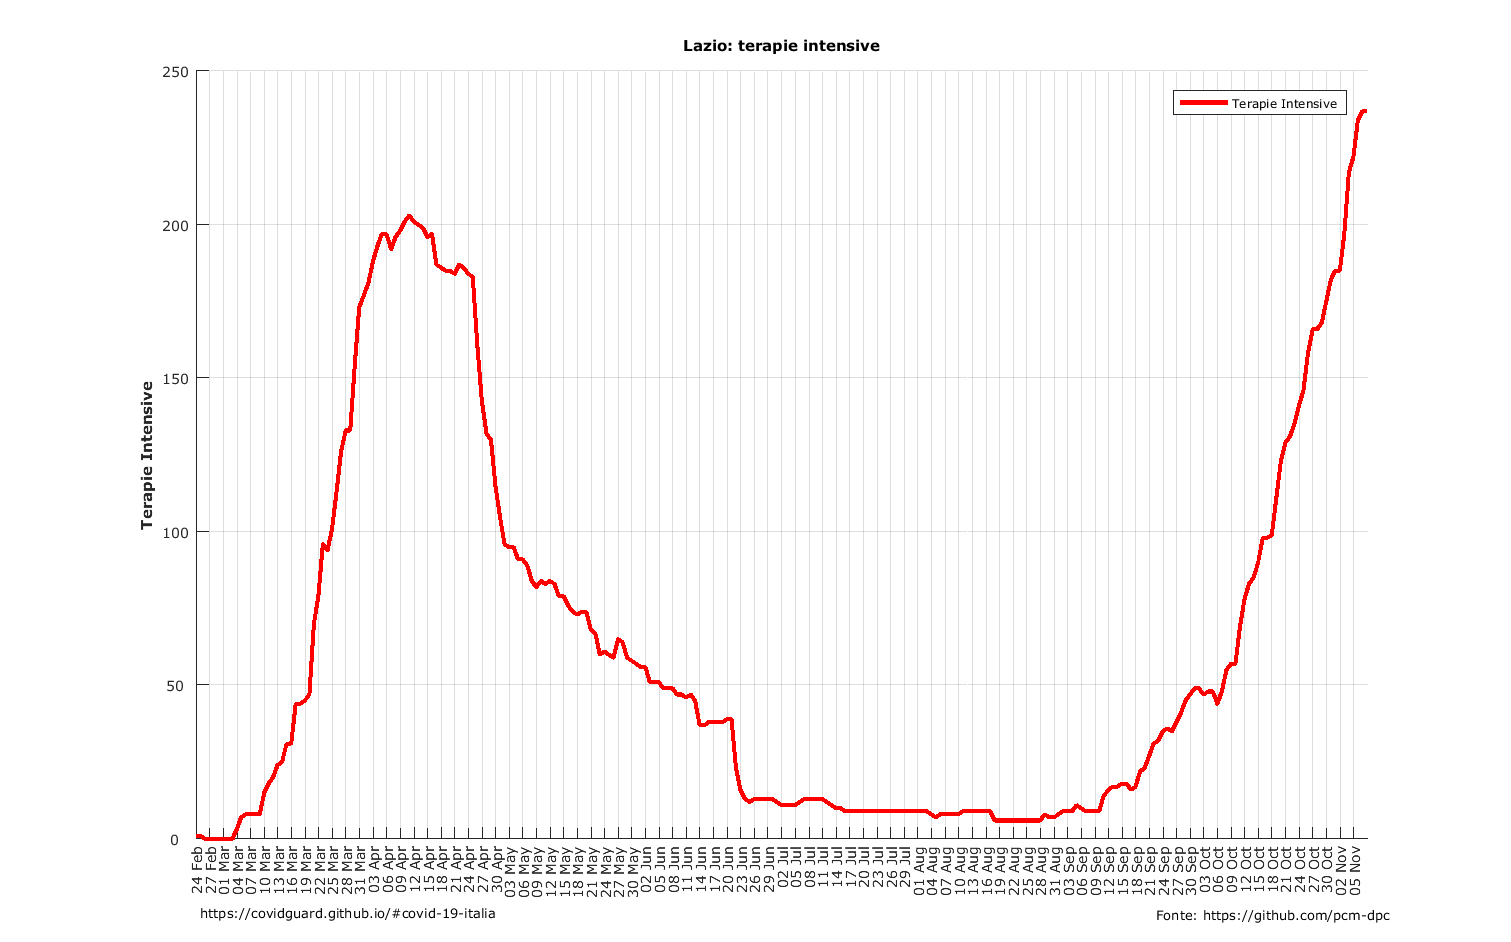 Lazio: terapie intensive
Terapie Intensive
250
200
150
100
50
0
Terapie Intensive
24 Feb
27 Feb
01 Mar
04 Mar
07 Mar
10 Mar
13 Mar
16 Mar
19 Mar
22 Mar
25 Mar
28 Mar
31 Mar
03 Apr
06 Apr
09 Apr
12 Apr
15 Apr
18 Apr
21 Apr
24 Apr
27 Apr
30 Apr
03 May
06 May
09 May
12 May
15 May
18 May
21 May
24 May
27 May
30 May
02 Jun
05 Jun
08 Jun
11 Jun
14 Jun
17 Jun
20 Jun
23 Jun
26 Jun
29 Jun
02 Jul
05 Jul
08 Jul
11 Jul
14 Jul
17 Jul
20 Jul
23 Jul
26 Jul
29 Jul
01 Aug
04 Aug
07 Aug
10 Aug
13 Aug
16 Aug
19 Aug
22 Aug
25 Aug
28 Aug
31 Aug
03 Sep
06 Sep
09 Sep
12 Sep
15 Sep
18 Sep
21 Sep
24 Sep
27 Sep
30 Sep
03 Oct
06 Oct
09 Oct
12 Oct
15 Oct
18 Oct
21 Oct
24 Oct
27 Oct
30 Oct
02 Nov
05 Nov
https://covidguard.github.io/#covid-19-italia
Fonte: https://github.com/pcm-dpc